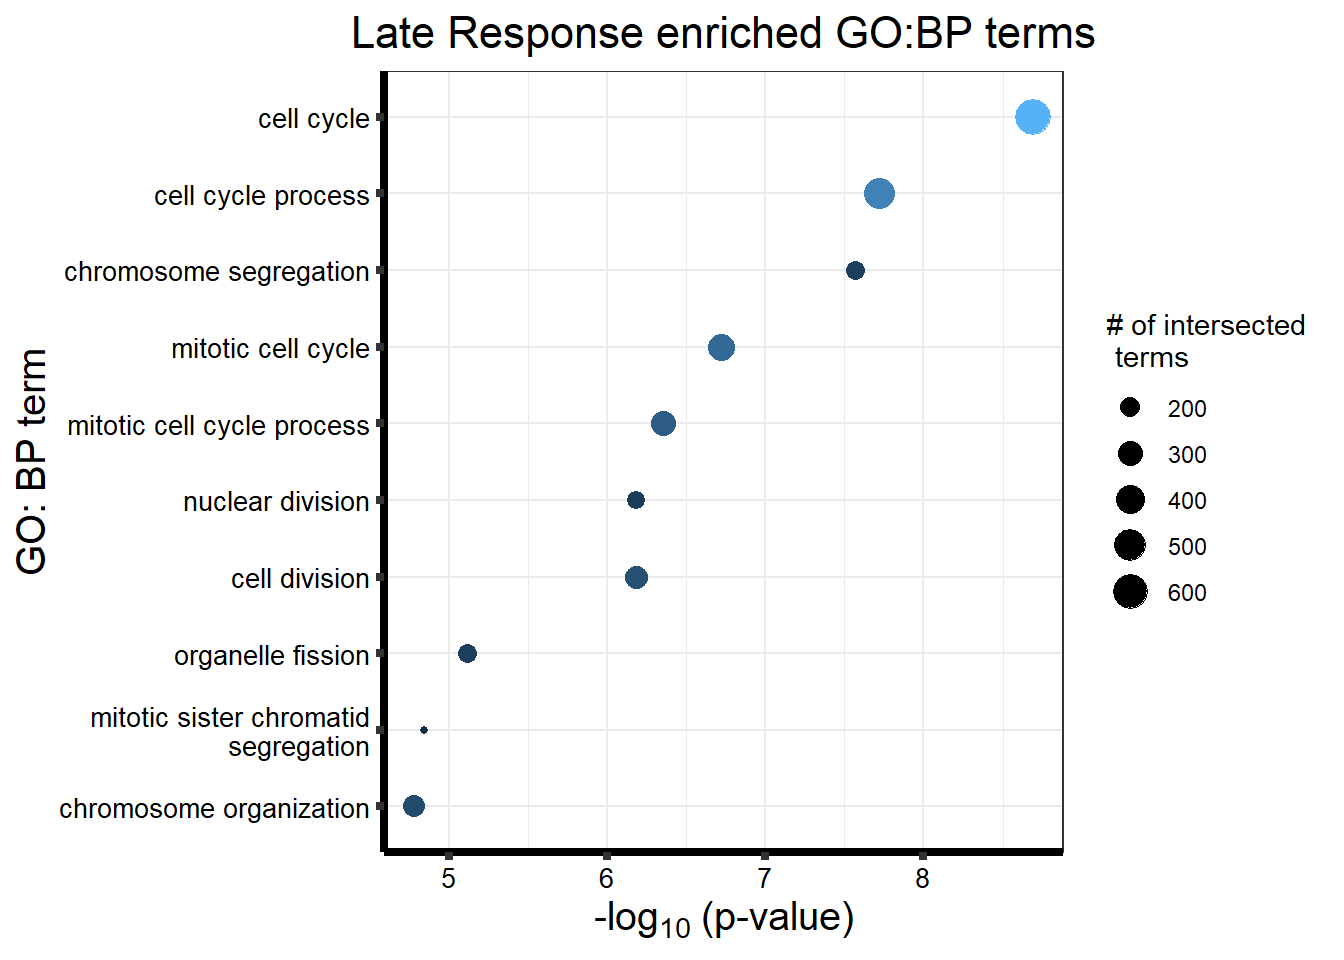 Late Response enriched GO:BP terms
GO: BP term
cell cycle
cell cycle process
chromosome segregation
mitotic cell cycle
mitotic cell cycle process
nuclear division
cell division
organelle fission
mitotic sister chromatid
segregation
chromosome organization
5 6 7 8
-log10 (p-value)
# of intersected
terms
200
300
400
500
600